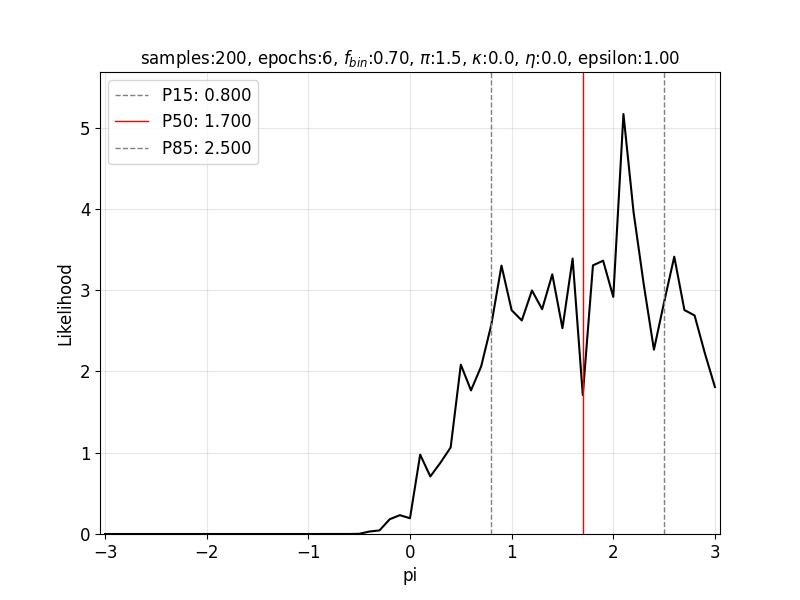 samples:200, epochs:6, f_bin:0.70, π:1.5, κ:0.0, η:0.0, epsilon:1.00
P15: 0.800
P50: 1.700
P85: 2.500
Likelihood
5
4
3
2
1
0
−3 −2 −1 0 1 2 3
pi